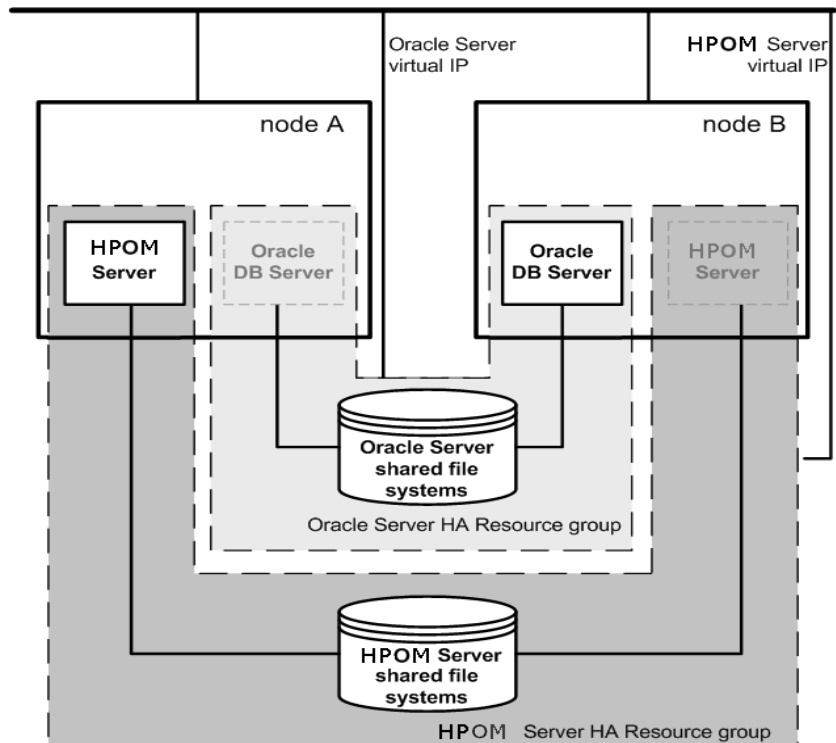 Oracle Server
virtual IP
HPOM Server
virtual IP
node A
node B
HPOM
Server
Oracle
DB Server
Oracle
DB Server
HPOM
Server
Oracle Server
shared file
systems
Oracle Server HA Resource group
HPOM Server
shared file
systems
HPOM Server HA Resource group